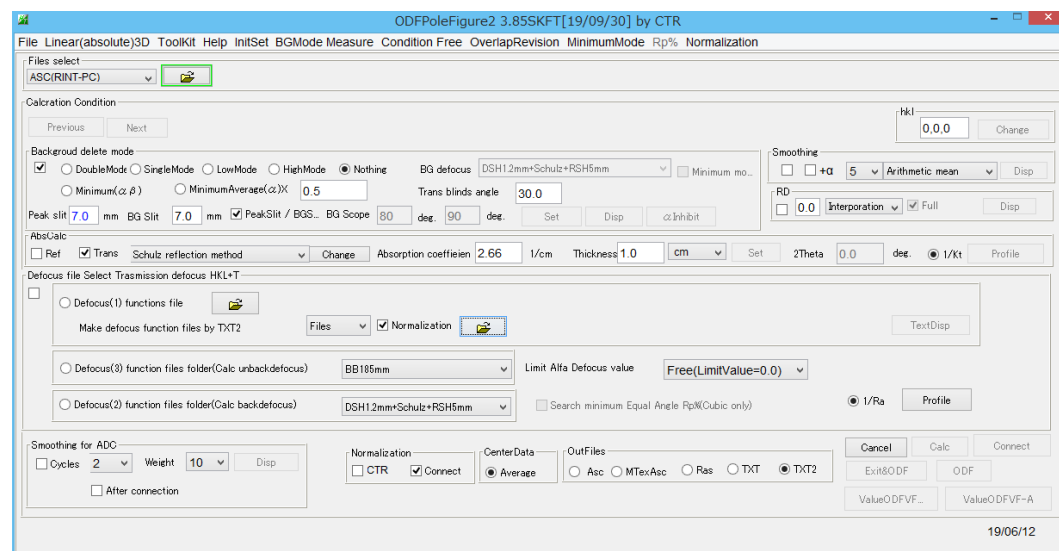 ODFPoleFigure2 3.85SKFT[19/09/30] by CTR
File Linear(absolute)3D ToolKit Help InitSet BGMode Measure Condition Free OverlapRevision MinimumMode Rp% Normalization
Files select
ASC(RINT-PC)
Calcration Condition
Previous Next
hkl
0,0,0 Change
Backgroud delete mode
DoubleMode SingleMode LowMode HighMode Nothing BG defocus DSH1.2mm+Schulz+RSH5mm Minimum mo...
Minimum(αβ) MinimumAverage(α)X 0.5 Trans blinds angle 30.0
Peak slit 7.0 mm BG Slit 7.0 mm PeakSlit / BGS... BG Scope 80 deg. 90 deg. Set Disp αInhibit
Smoothing
+α 5 Arithmetic mean Disp
RD
0.0 Interporation Full Disp
AbsCalc
Ref Trans Schulz reflection method Change Absorption coeffieien 2.66 1/cm Thickness 1.0 cm Set 2Theta 0.0 deg. 1/Kt Profile
Defocus file Select Trasmission defocus HKL+T
Defocus(1) functions file
Make defocus function files by TXT2 Files Normalization TextDisp
Defocus(3) function files folder(Calc unbackdefocus) BB185mm Limit Alfa Defocus value Free(LimitValue=0.0)
Defocus(2) function files folder(Calc backdefocus) DSH1.2mm+Schulz+RSH5mm Search minimum Equal Angle Rp%(Cubic only) 1/Ra Profile
Smoothing for ADC
Cycles 2 Weight 10 Disp
After connection
Normalization
CTR Connect
CenterData
Average
OutFiles
Asc MTexAsc Ras TXT TXT2
Cancel Calc Connect
Exit&ODF ODF
ValueODFVF-... ValueODFVF-A
19/06/12